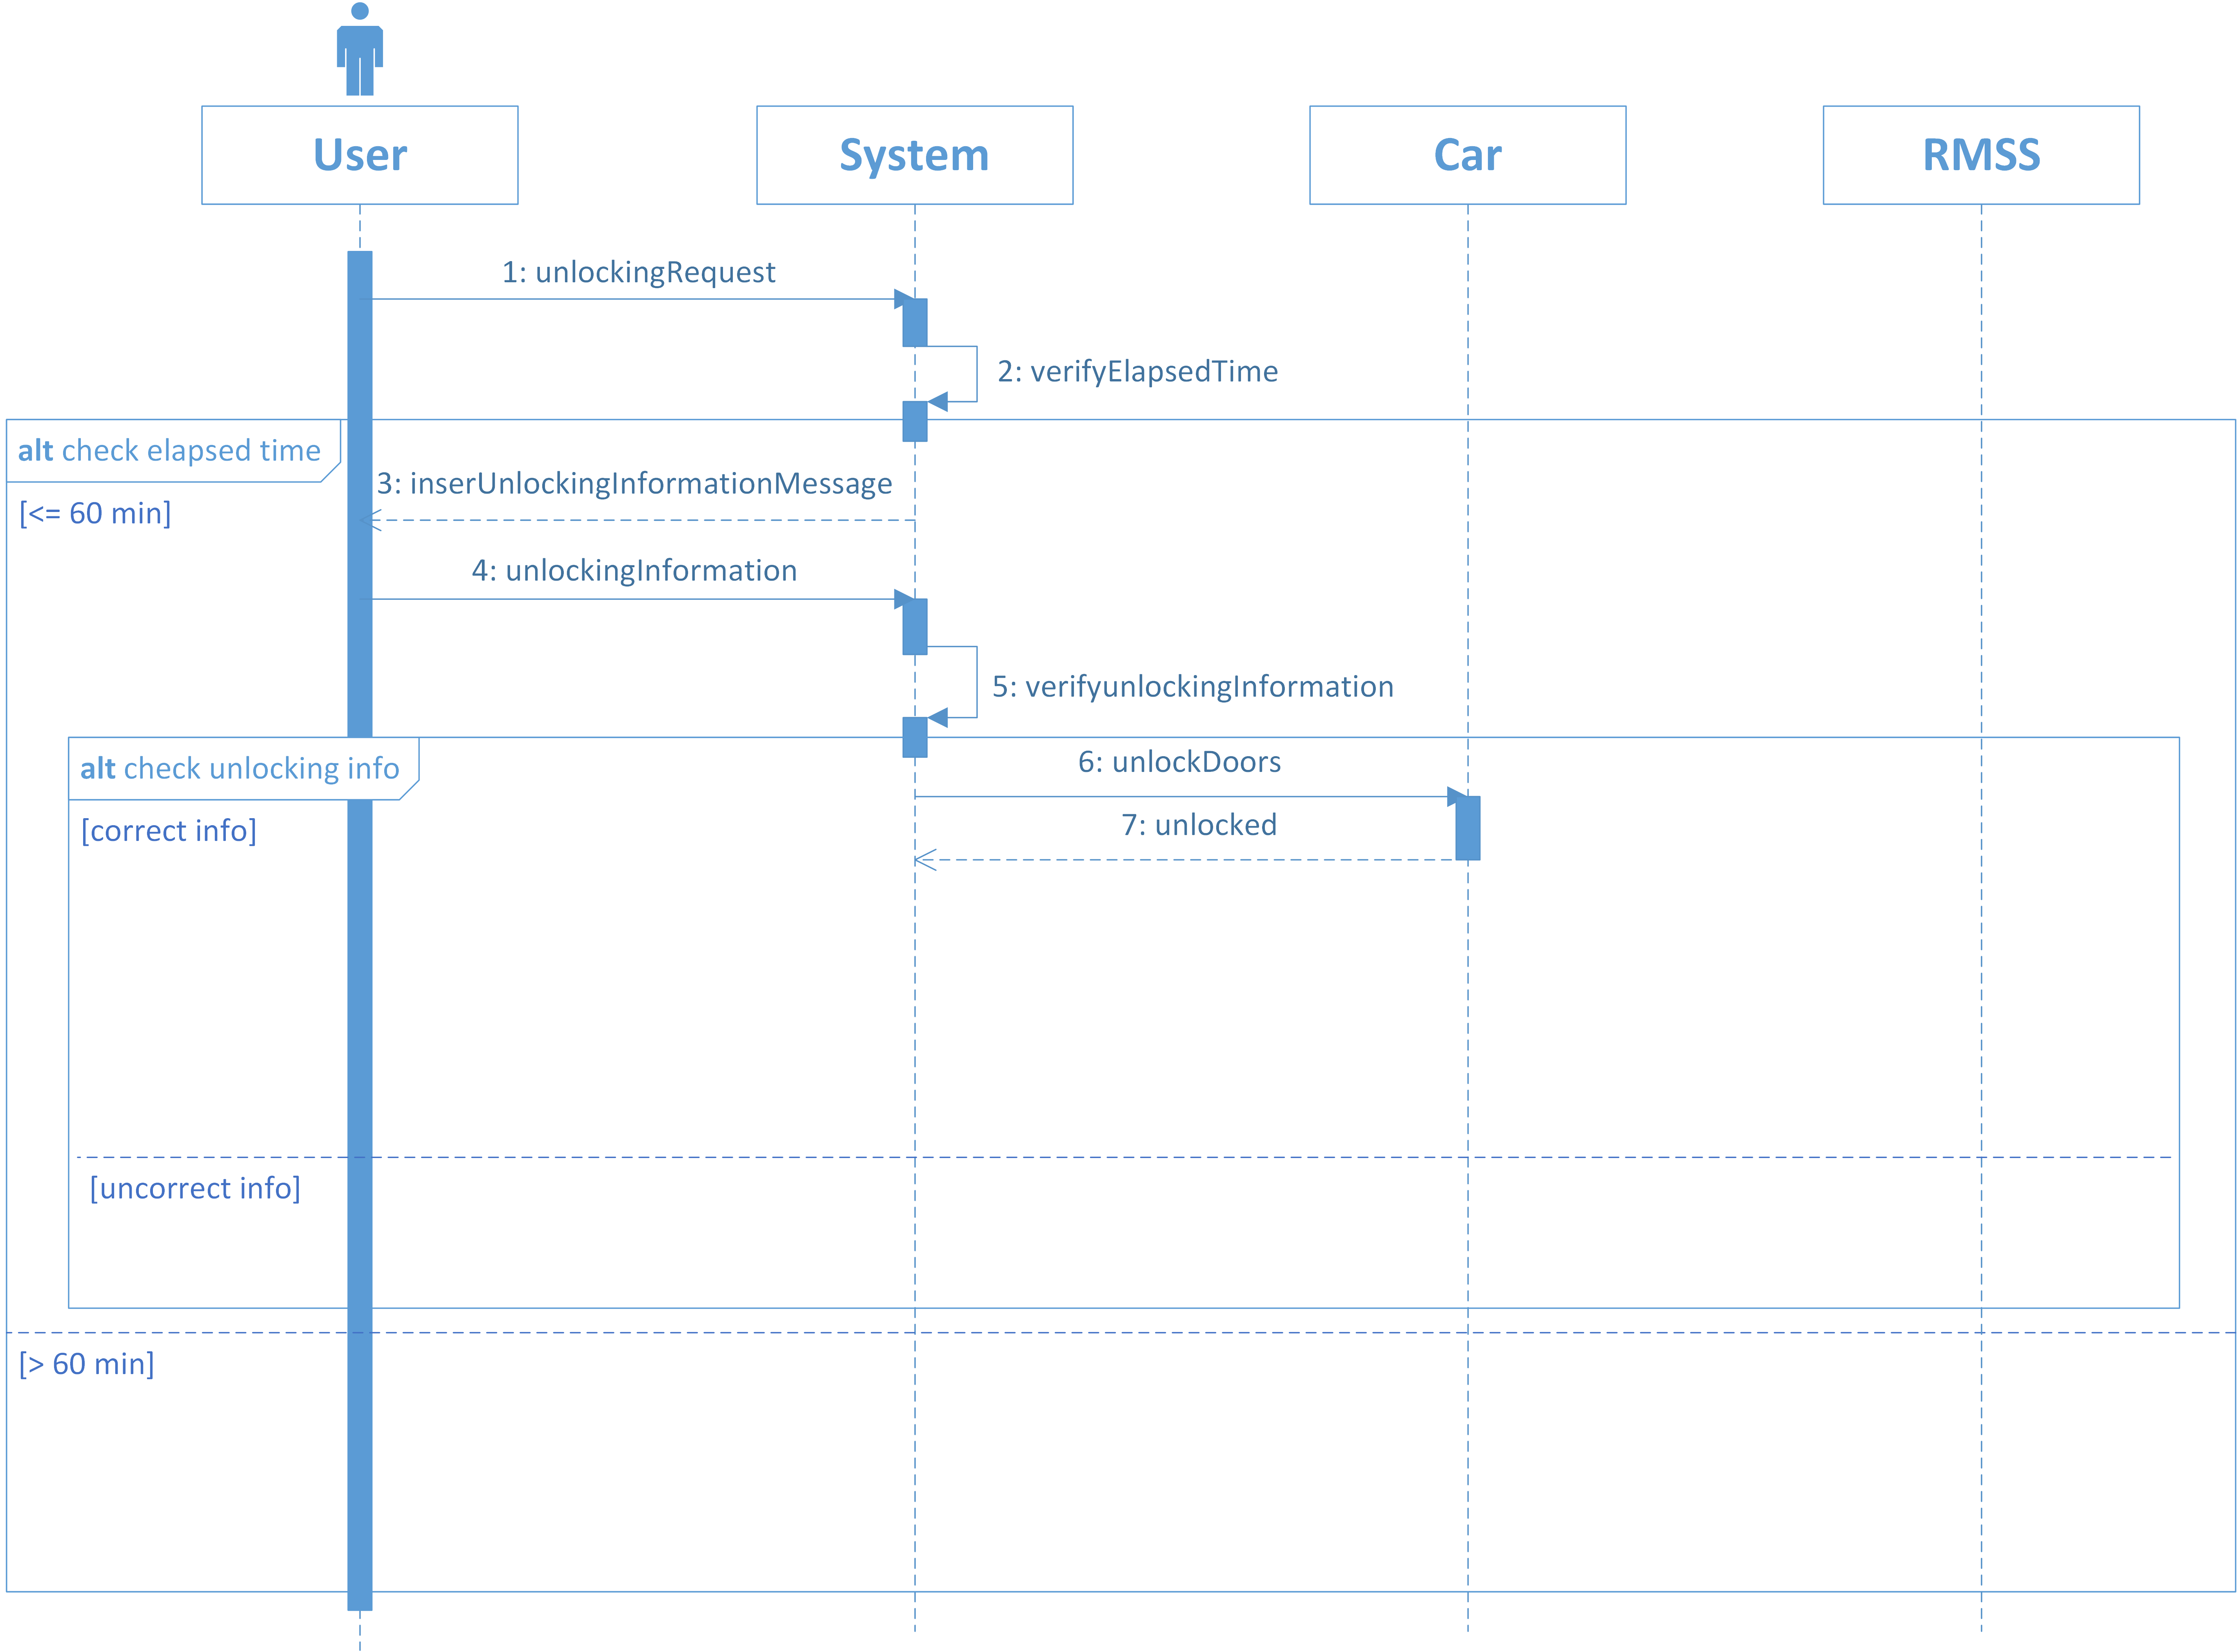 User
System
Car
RMSS
1: unlockingRequest
2: verifyElapsedTime
alt check elapsed time
3: inserUnlockingInformationMessage
[<= 60 min]
4: unlockingInformation
5: verifyunlockingInformation
6: unlockDoors
alt check unlocking info
7: unlocked
[correct info]
[uncorrect info]
[> 60 min]